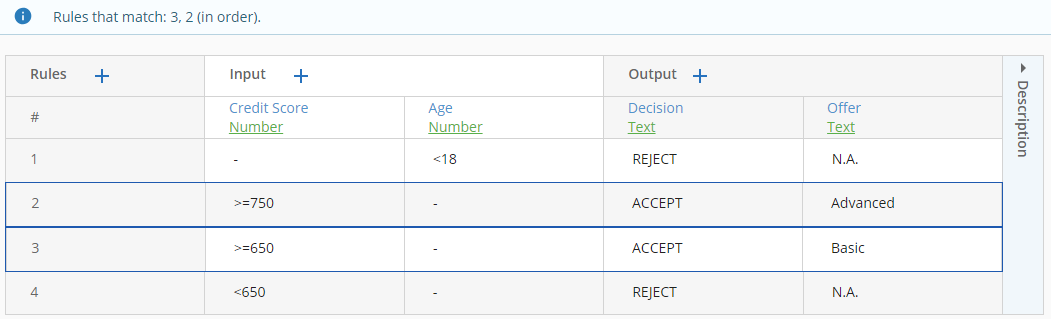 Rules that match: 3, 2 (in order).
Rules + Input + Output +
# Credit Score Age Decision Offer
Number Number Text Text
1 - <18 REJECT N.A.
2 >=750 - ACCEPT Advanced
3 >=650 - ACCEPT Basic
4 <650 - REJECT N.A.
Description